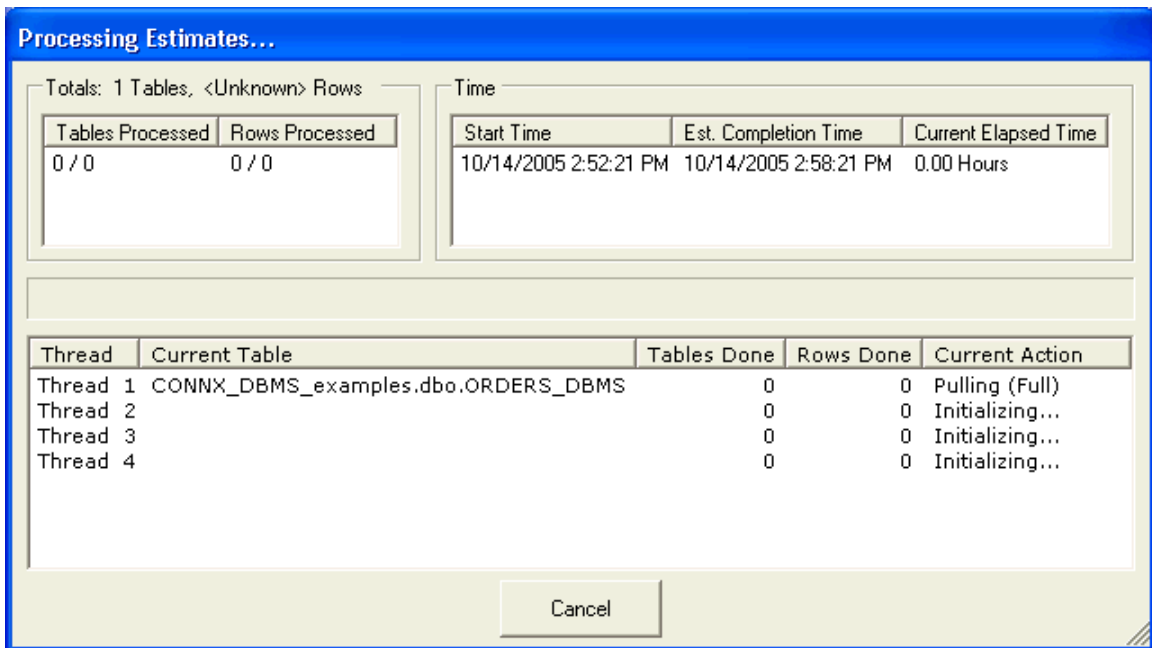 Processing Estimates...
Totals: 1 Tables, <Unknown> Rows
Tables Processed Rows Processed
0 / 0 0 / 0
Time
Start Time Est. Completion Time Current Elapsed Time
10/14/2005 2:52:21 PM 10/14/2005 2:58:21 PM 0.00 Hours
Thread Current Table Tables Done Rows Done Current Action
Thread 1 CONNX_DBMS_examples.dbo.ORDERS_DBMS 0 0 Pulling (Full)
Thread 2 0 0 Initializing...
Thread 3 0 0 Initializing...
Thread 4 0 0 Initializing...
Cancel